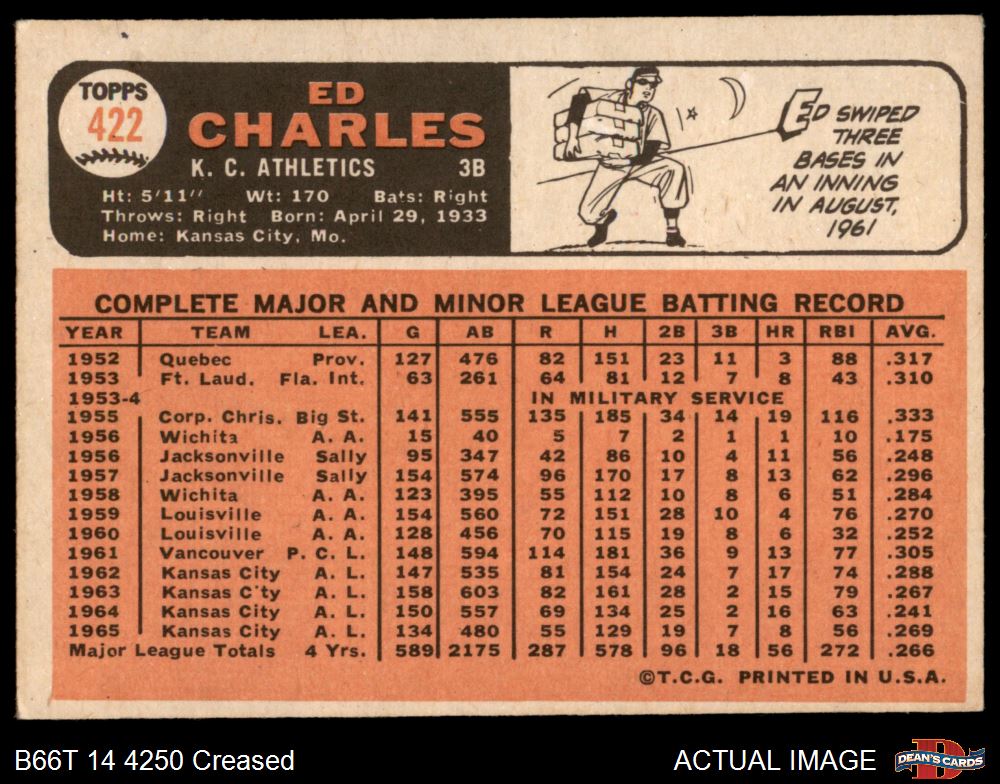 TOPPS
422
ED
CHARLES
K. C. ATHLETICS 3B
Ht: 5'11" Wt: 170 Bats: Right
Throws: Right Born: April 29, 1933
Home: Kansas City, Mo.
ED SWIPED
THREE
BASES IN
AN INNING
IN AUGUST,
1961
COMPLETE MAJOR AND MINOR LEAGUE BATTING RECORD
YEAR TEAM LEA. G AB R H 2B 3B HR RBI AVG.
1952 Quebec Prov. 127 476 82 151 23 11 3 88 .317
1953 Ft. Laud. Fla. Int. 63 261 64 81 12 7 8 43 .310
1953-4 IN MILITARY SERVICE
1955 Corp. Chris. Big St. 141 555 135 185 34 14 19 116 .333
1956 Wichita A. A. 15 40 5 7 2 1 1 10 .175
1956 Jacksonville Sally 95 347 42 86 10 4 11 56 .248
1957 Jacksonville Sally 154 574 96 170 17 8 13 62 .296
1958 Wichita A. A. 123 395 55 112 10 8 6 51 .284
1959 Louisville A. A. 154 560 72 151 28 10 4 76 .270
1960 Louisville A. A. 128 456 70 115 19 8 6 32 .252
1961 Vancouver P. C. L. 148 594 114 181 36 9 13 77 .305
1962 Kansas City A. L. 147 535 81 154 24 7 17 74 .288
1963 Kansas City A. L. 158 603 82 161 28 2 15 79 .267
1964 Kansas City A. L. 150 557 69 134 25 2 16 63 .241
1965 Kansas City A. L. 134 480 55 129 19 7 8 56 .269
Major League Totals 4 Yrs. 589 2175 287 578 96 18 56 272 .266
©T.C.G. PRINTED IN U.S.A.
B66T 14 4250 Creased
ACTUAL IMAGE
DEAN'S CARDS